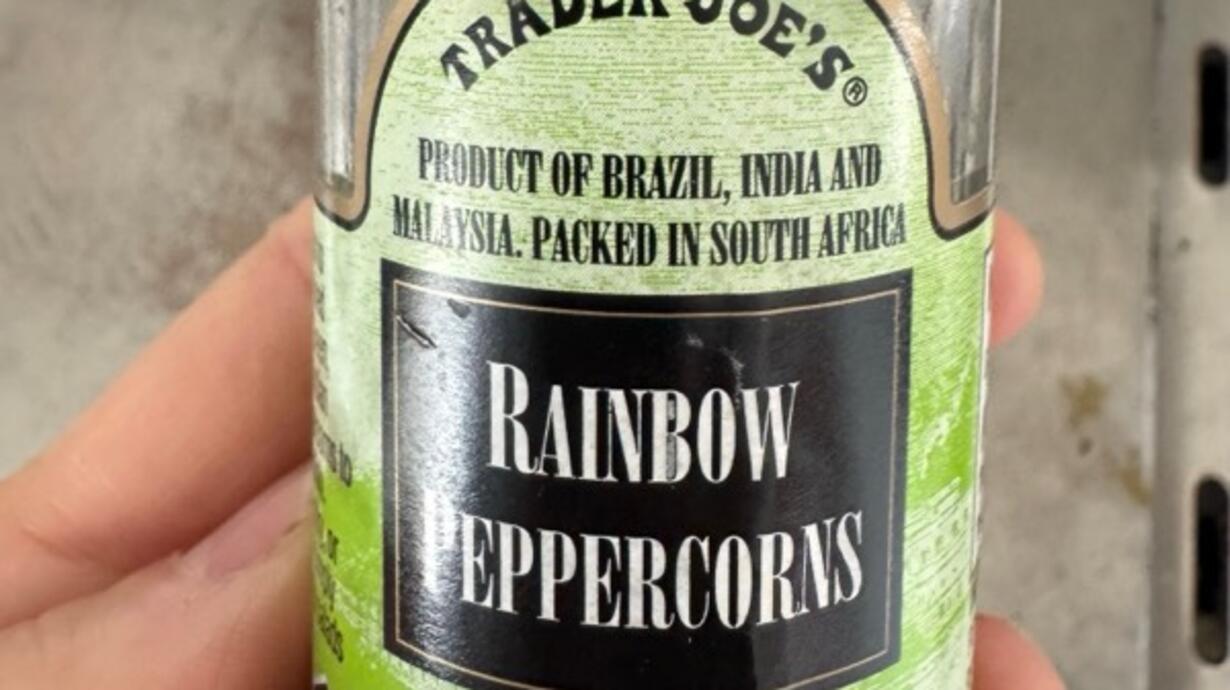 TRADER JOE'S®
PRODUCT OF BRAZIL, INDIA AND
MALAYSIA. PACKED IN SOUTH AFRICA
RAINBOW
PEPPERCORNS